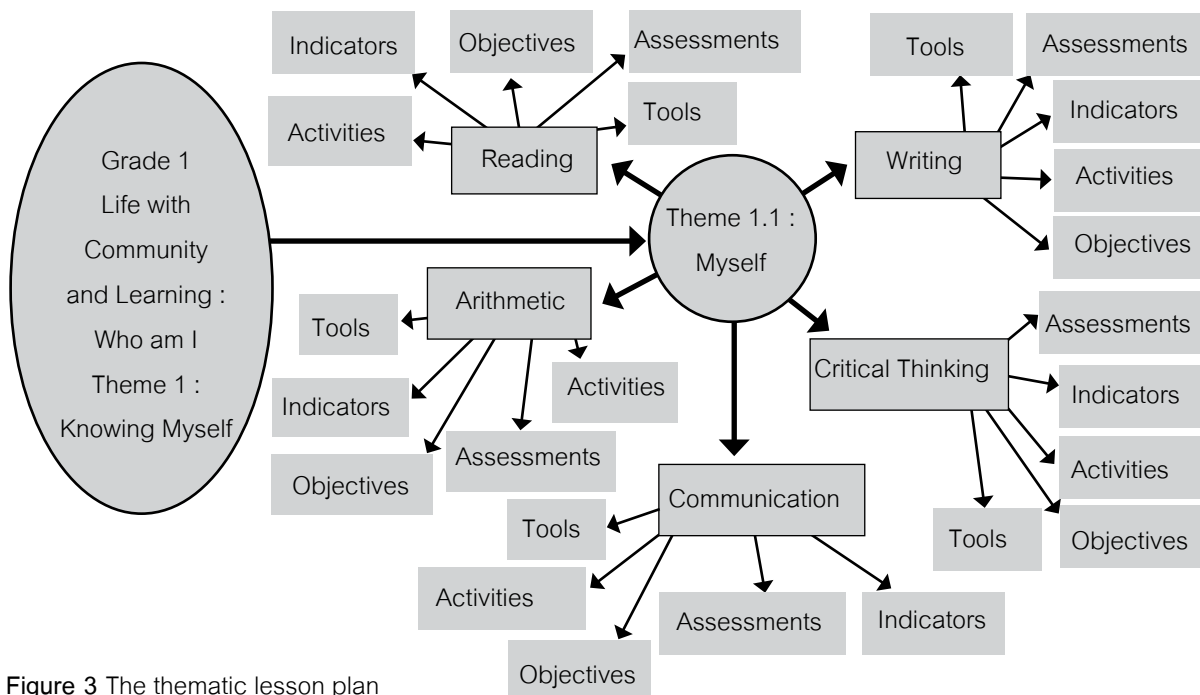 Grade 1
Life with
Community
and Learning :
Who am I
Theme 1 :
Knowing Myself
Theme 1.1 :
Myself
Reading
Indicators
Objectives
Assessments
Activities
Tools
Writing
Tools
Assessments
Indicators
Activities
Objectives
Arithmetic
Tools
Indicators
Objectives
Assessments
Activities
Critical Thinking
Assessments
Indicators
Activities
Objectives
Tools
Communication
Tools
Activities
Objectives
Assessments
Indicators
Figure 3 The thematic lesson plan